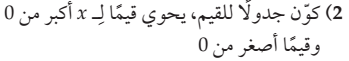 2) كوّن جدولًا للقيم، يحوي قيمًا لِـ x أكبر من 0
وقيمًا أصغر من 0